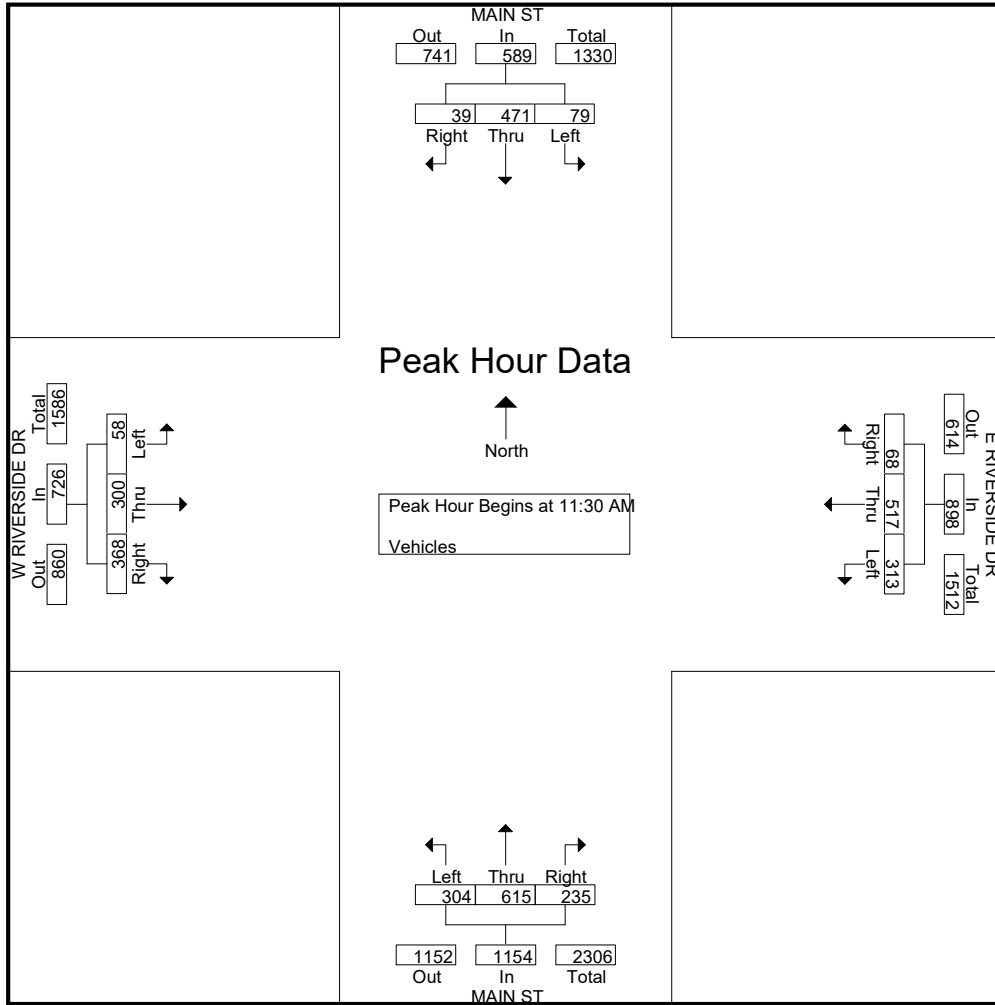 MAIN ST
Out In Total
741 589 1330
39 471 79
Right Thru Left
Peak Hour Data
North
Peak Hour Begins at 11:30 AM
Vehicles
W RIVERSIDE DR
Out In Total
860 726 1586
368 300 58
Right Thru Left
E RIVERSIDE DR
Out In Total
614 898 1512
68 517 313
Right Thru Left
Left Thru Right
304 615 235
1152 1154 2306
Out In Total
MAIN ST